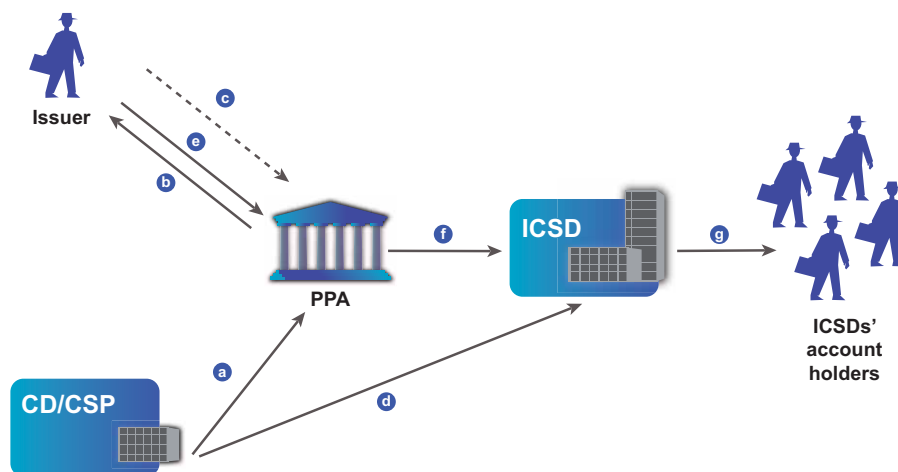 c
Issuer
e
b
ICSD
f
g
PPA
ICSDs'
account
holders
a
CD/CSP
d